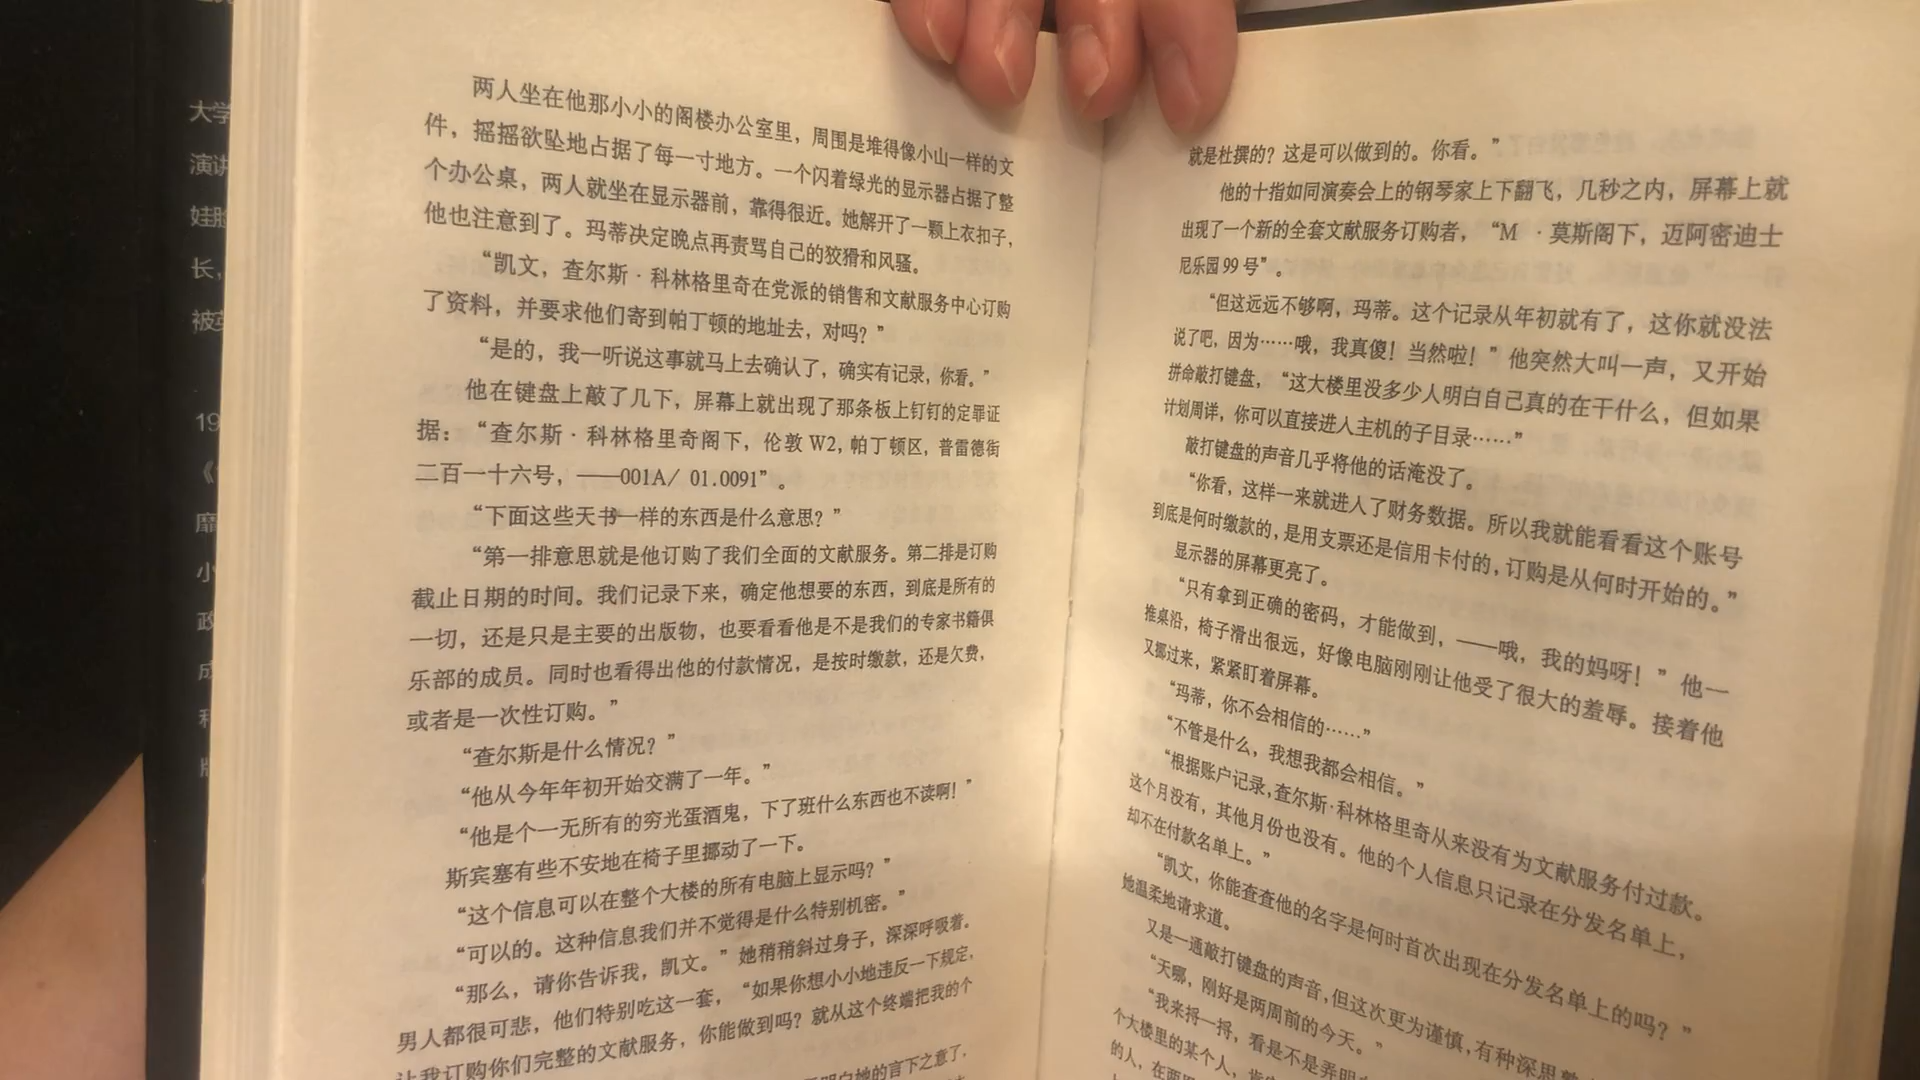 大学
演讲
娃
长，
被
19
《
靡
小
政
成
两人坐在他那小小的阁楼办公室里，周围是堆得像小山一样的文
件，摇摇欲坠地占据了每一寸地方。一个闪着绿光的显示器占据了整
个办公桌，两人就坐在显示器前，靠得很近。她解开了一颗上衣扣子，
他也注意到了。玛蒂决定晚点再责骂自己的狡猾和风骚。
“凯文，查尔斯·科林格里奇在党派的销售和文献服务中心订购
了资料，并要求他们寄到帕丁顿的地址去，对吗？”
“是的，我一听说这事就马上去确认了，确实有记录，你看。”
他在键盘上敲了几下，屏幕上就出现了那条板上钉钉的定罪证
据：“查尔斯·科林格里奇阁下，伦敦 W2, 帕丁顿区，普雷德街
二百一十六号，——001A/ 01.0091”。
“下面这些天书一样的东西是什么意思？”
“第一排意思就是他订购了我们全面的文献服务。第二排是订购
截止日期的时间。我们记录下来，确定他想要的东西，到底是所有的
一切，还是只是主要的出版物，也要看看他是不是我们的专家书籍俱
乐部的成员。同时也看得出他的付款情况，是按时缴款，还是欠费，
或者是一次性订购。”
“查尔斯是什么情况？”
“他从今年年初开始交满了一年。”
“他是个一无所有的穷光蛋酒鬼，下了班什么东西也不读啊！”
斯宾塞有些不安地在椅子里挪动了一下。
“这个信息可以在整个大楼的所有电脑上显示吗？”
“可以的。这种信息我们并不觉得是什么特别机密。”
“那么，请你告诉我，凯文。”她稍稍斜过身子，深深呼吸着。
男人都很可悲，他们特别吃这一套，“如果你想小小地违反一下规定，
让我订购你们完整的文献服务，你能做到吗？就从这个终端把我的个
明白她的言下之意了，
就是杜撰的？这是可以做到的。你看。”
他的十指如同演奏会上的钢琴家上下翻飞，几秒之内，屏幕上就
出现了一个新的全套文献服务订购者，“M ·莫斯阁下，迈阿密迪士
尼乐园 99 号”。
“但这远远不够啊，玛蒂。这个记录从年初就有了，这你就没法
说了吧，因为……哦，我真傻！当然啦！”他突然大叫一声，又开始
拼命敲打键盘，“这大楼里没多少人明白自己真的在干什么，但如果
计划周详，你可以直接进入主机的子目录……”
敲打键盘的声音几乎将他的话淹没了。
“你看，这样一来就进入了财务数据。所以我就能看看这个账号
到底是何时缴款的，是用支票还是信用卡付的，订购是从何时开始的。”
显示器的屏幕更亮了。
“只有拿到正确的密码，才能做到，——哦，我的妈呀！”他一
推桌沿，椅子滑出很远，好像电脑刚刚让他受了很大的羞辱。接着他
又挪过来，紧紧盯着屏幕。
“玛蒂，你不会相信的……”
“不管是什么，我想我都会相信。”
“根据账户记录，查尔斯·科林格里奇从来没有为文献服务付过款。
这个月没有，其他月份也没有。他的个人信息只记录在分发名单上，
却不在付款名单上。”
“凯文，你能查查他的名字是何时首次出现在分发名单上的吗？”
她温柔地请求道。
又是一通敲打键盘的声音，但这次更为谨慎，有种深思
“天哪，刚好是两周前的今天。”
“我来捋一捋，看是不是弄明
个大楼里的某个人，
的人，在两